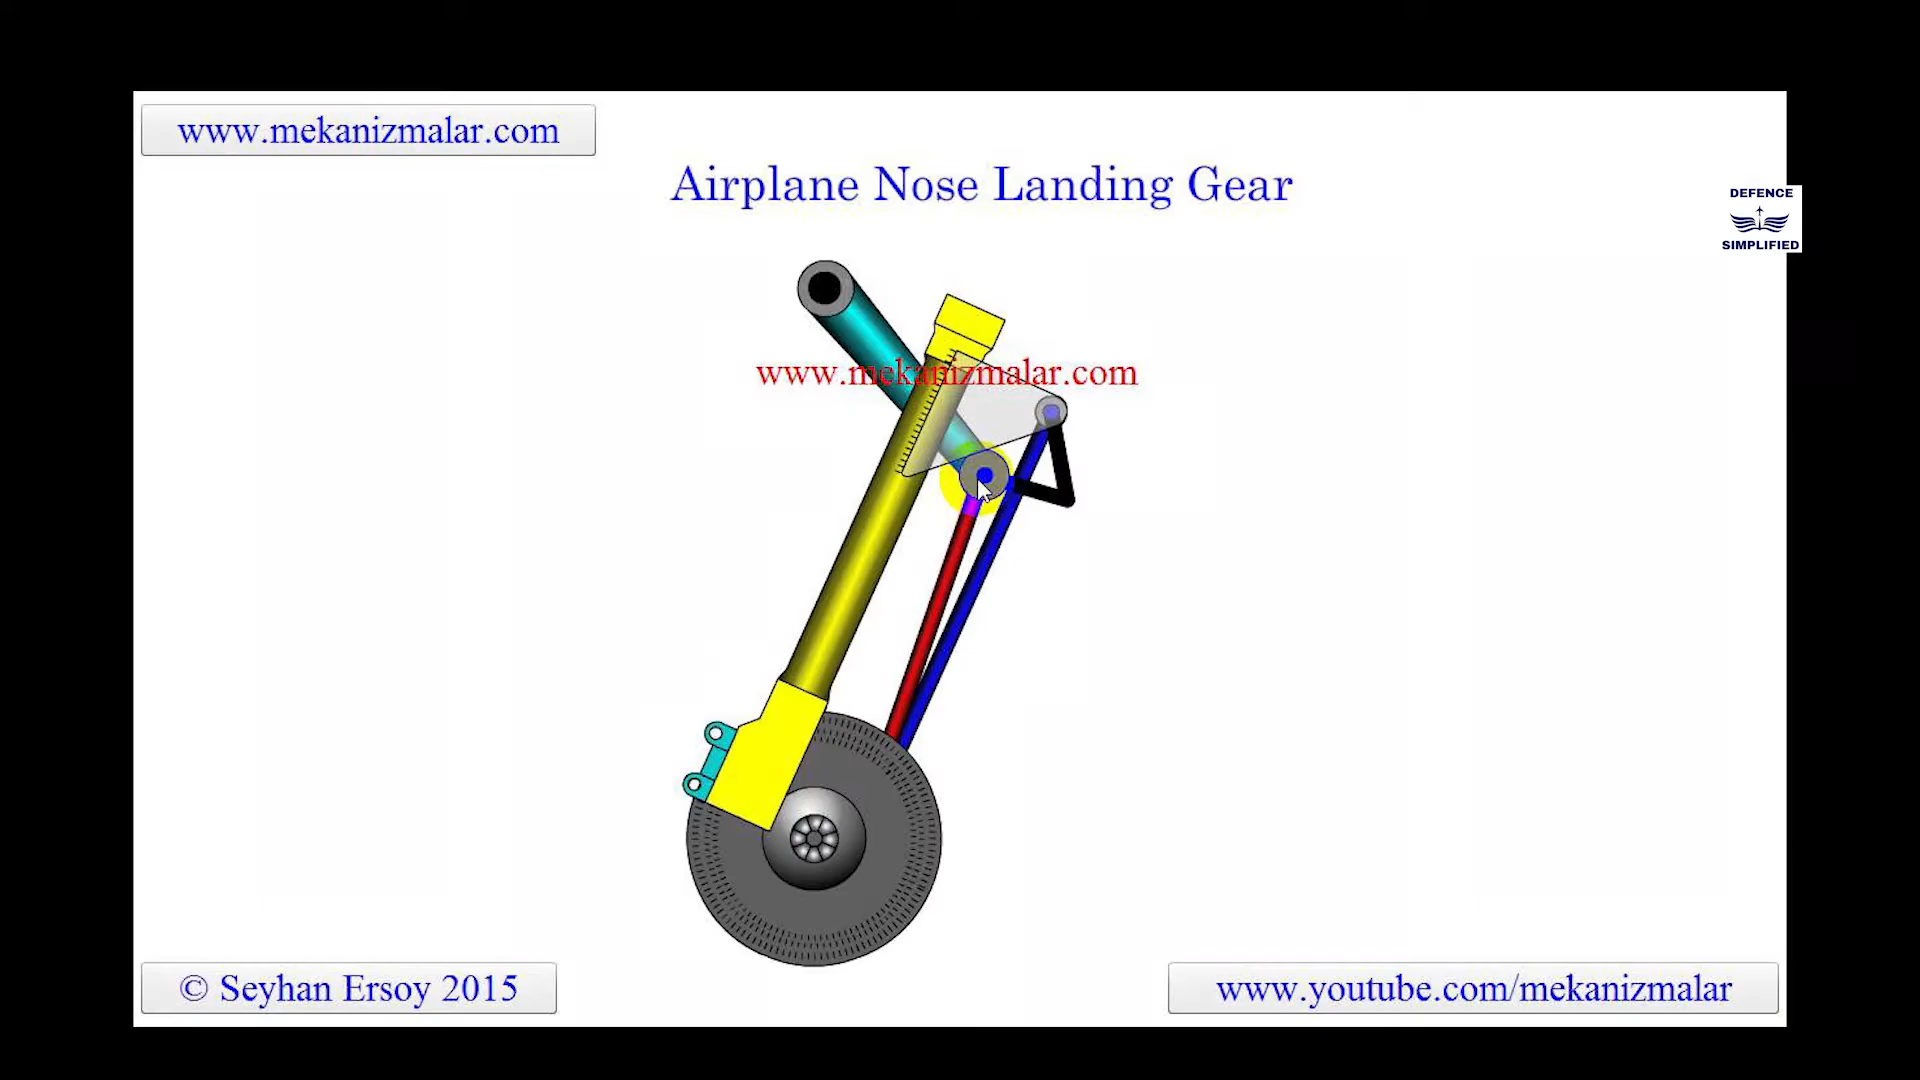 www.mekanizmalar.com
Airplane Nose Landing Gear
DEFENCE
SIMPLIFIED
www.mekanizmalar.com
© Seyhan Ersoy 2015
www.youtube.com/mekanizmalar